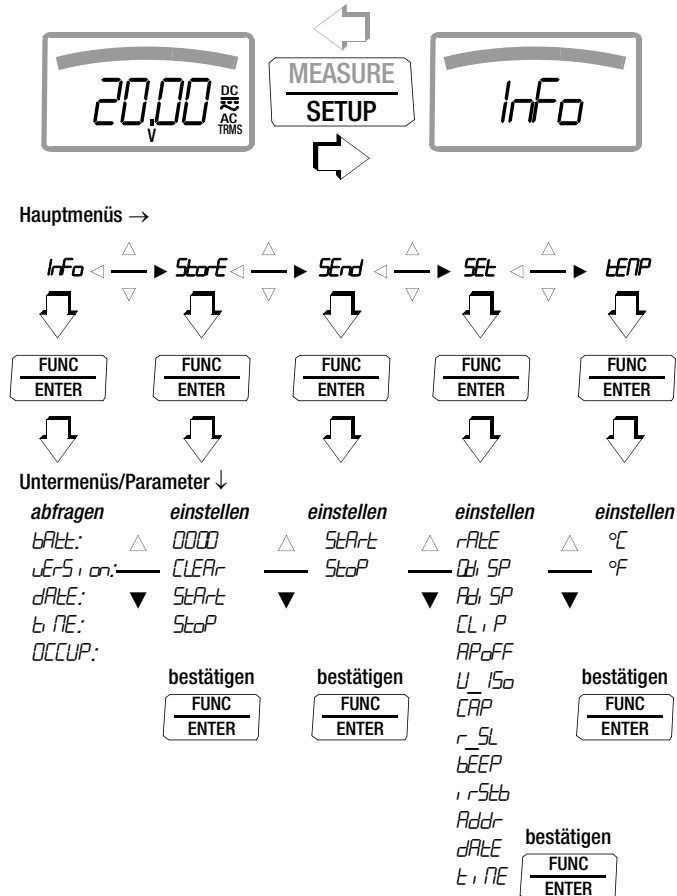 20.00 V DC AC TRMS
MEASURE
SETUP
InFo
Hauptmenüs →
InFo StorE SEnd SEt tEMP
FUNC FUNC FUNC FUNC FUNC
ENTER ENTER ENTER ENTER ENTER
Untermenüs/Parameter ↓
abfragen einstellen einstellen einstellen einstellen
bAtt: 0000 StArt rAtE °C
vErSion: CLEAr StoP 0diSP °F
dAtE: StArt AdiSP
tiME: StoP CLiP
OCCUP: APoFF
bestätigen bestätigen U_ISo bestätigen
FUNC FUNC CAP FUNC
ENTER ENTER r_SL ENTER
bEEP
irStb
Addr
dAtE bestätigen
tiME FUNC
ENTER